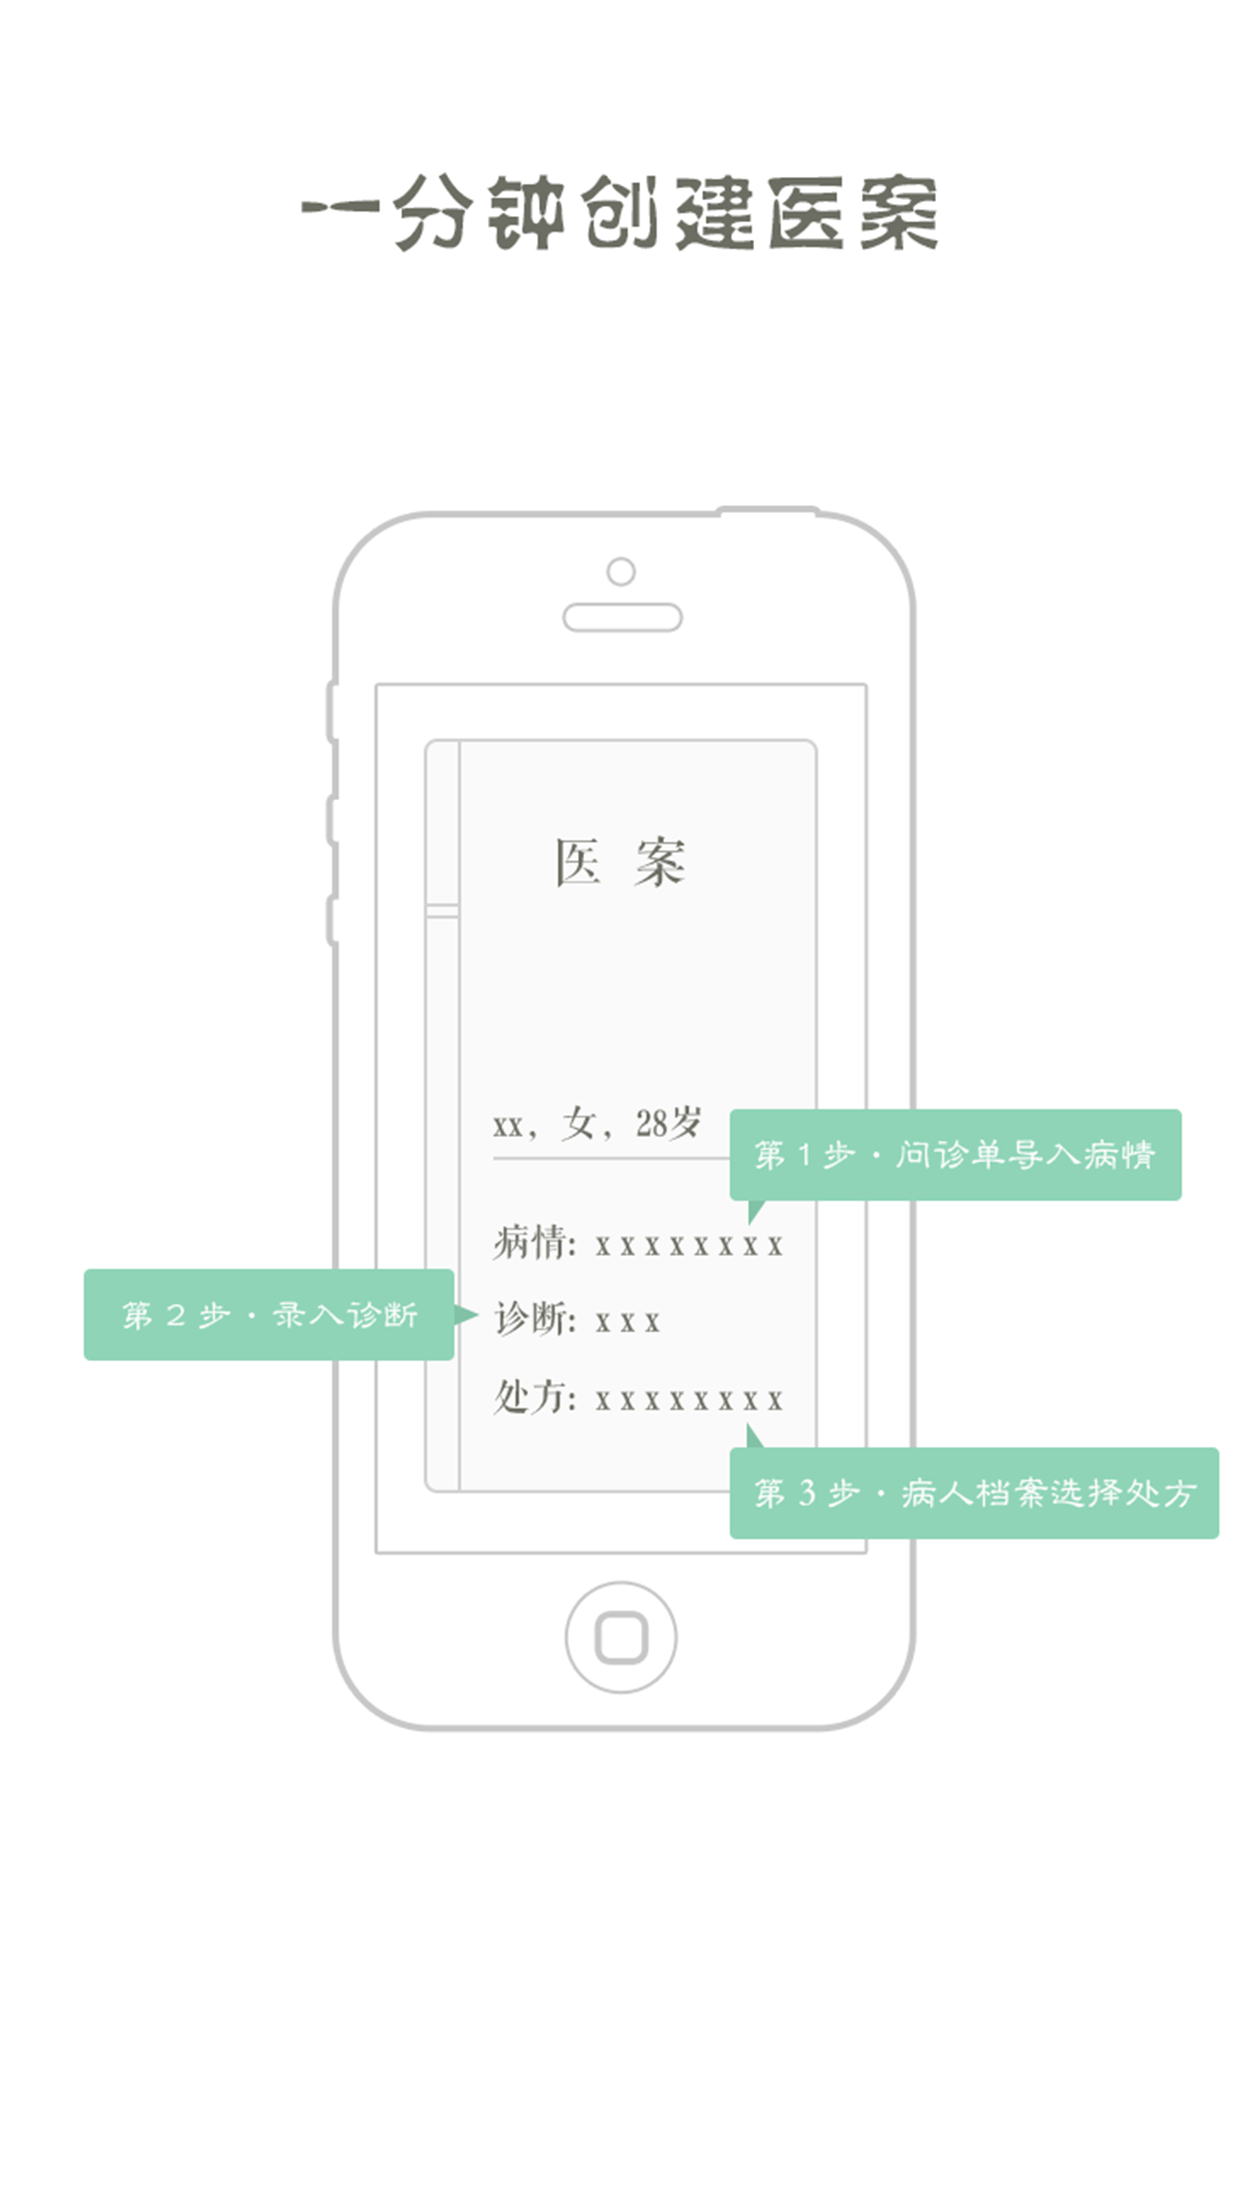 一分钟创建医案
医 案
xx，女，28岁
第1步·问诊单导入病情
病情: x x x x x x x x
第2步·录入诊断
诊断: x x x
处方: x x x x x x x x
第3步·病人档案选择处方